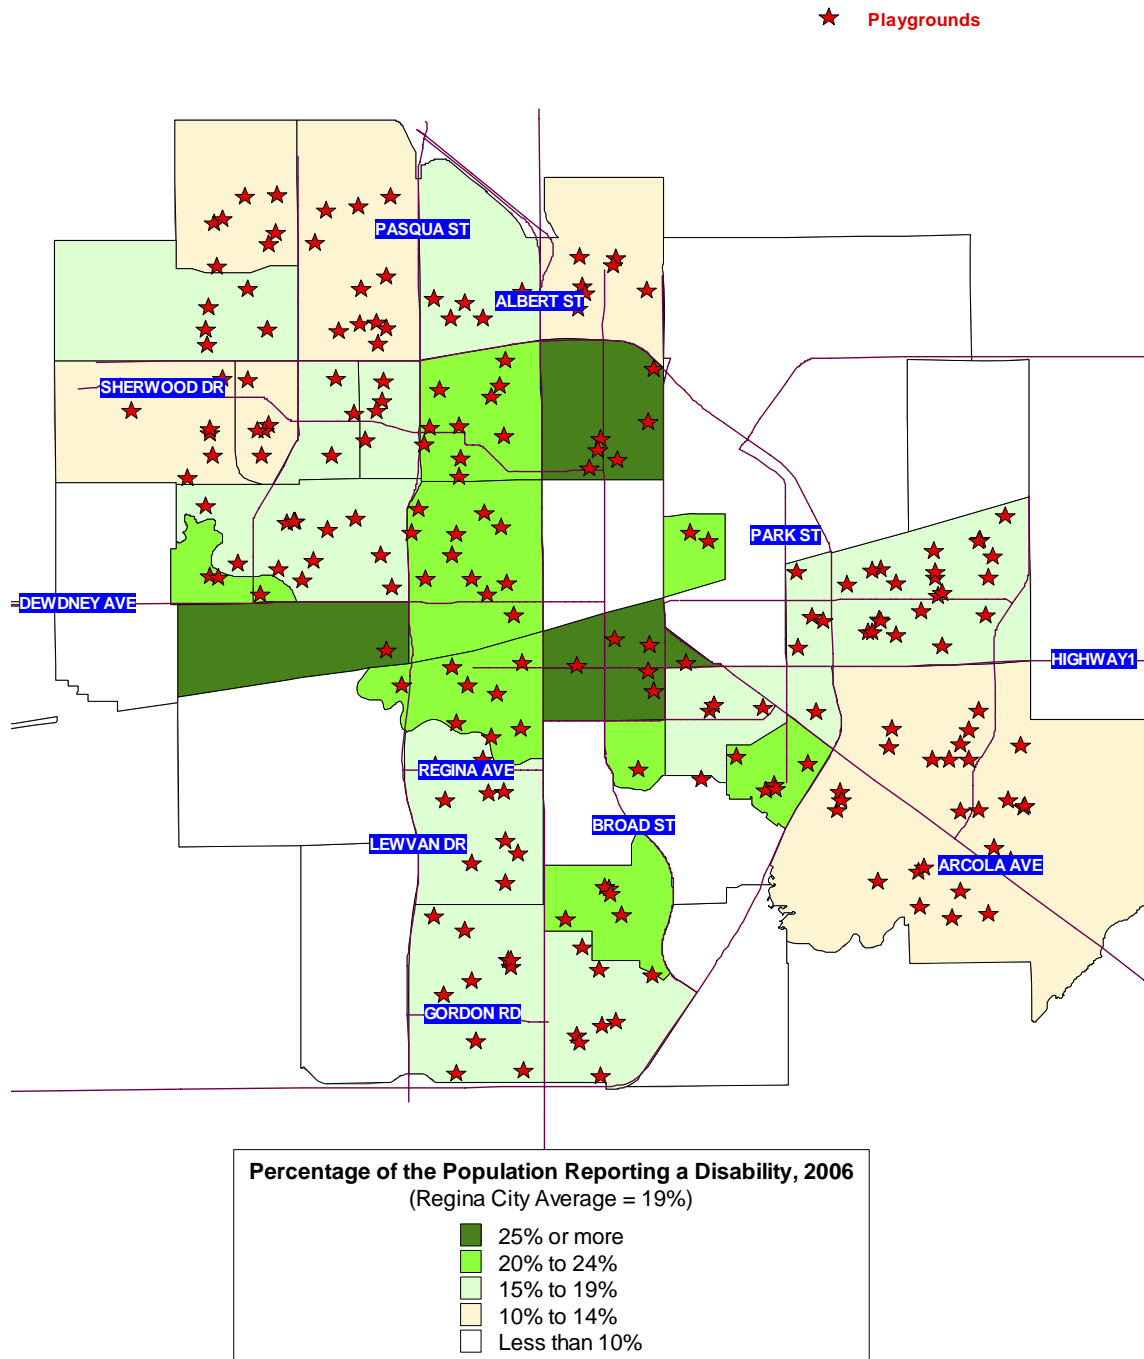 Playgrounds
PASQUA ST
ALBERT ST
SHERWOOD DR
PARK ST
DEWDNEY AVE
HIGHWAY1
REGINA AVE
BROAD ST
LEWVAN DR
ARCOLA AVE
GORDON RD
Percentage of the Population Reporting a Disability, 2006
(Regina City Average = 19%)
25% or more
20% to 24%
15% to 19%
10% to 14%
Less than 10%